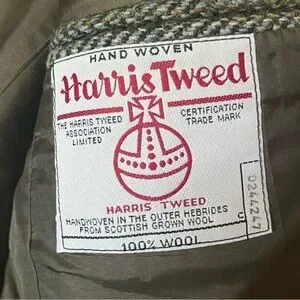 HAND WOVEN
Harris Tweed
THE HARRIS TWEED
ASSOCIATION
LIMITED
CERTIFICATION
TRADE MARK
HARRIS TWEED
HANDWOVEN IN THE OUTER HEBRIDES
FROM SCOTTISH GROWN WOOL
100% WOOL
0244247